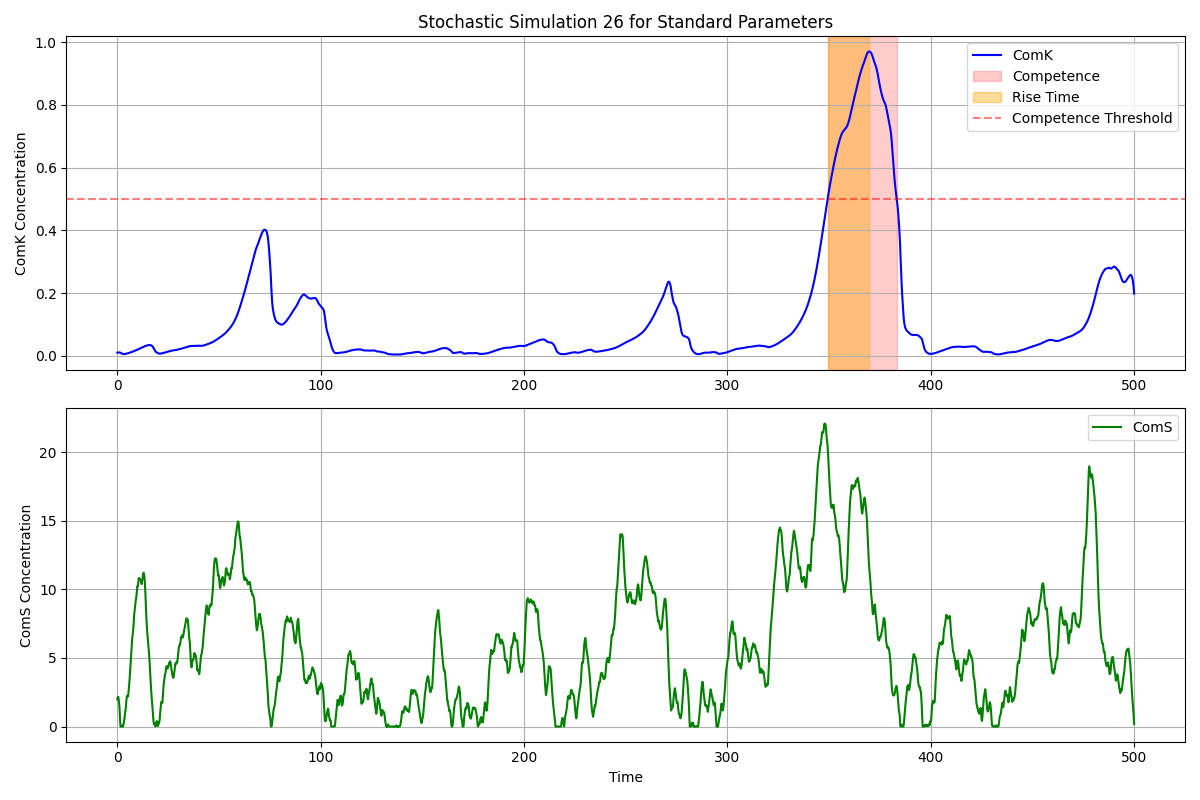 Stochastic Simulation 26 for Standard Parameters
ComK Concentration
1.0
0.8
0.6
0.4
0.2
0.0
ComK
Competence
Rise Time
Competence Threshold
0 100 200 300 400 500
ComS Concentration
20
15
10
5
0
ComS
0 100 200 300 400 500
Time